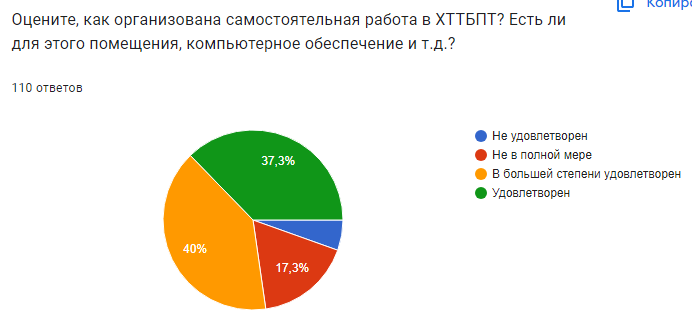 Копиро
Оцените, как организована самостоятельная работа в ХТТБПТ? Есть ли
для этого помещения, компьютерное обеспечение и т.д.?
110 ответов
37,3%
40%
17,3%
Не удовлетворен
Не в полной мере
В большей степени удовлетворен
Удовлетворен